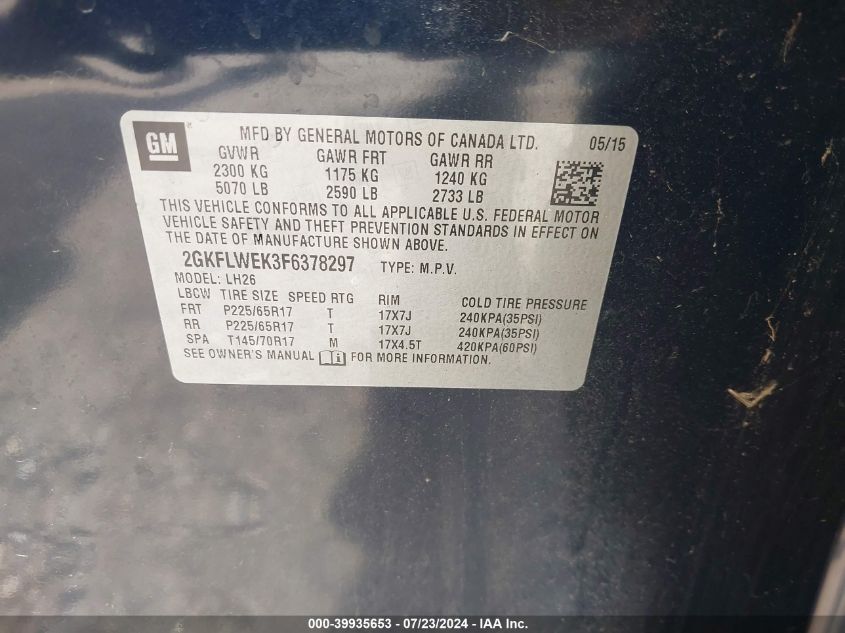 GM MFD BY GENERAL MOTORS OF CANADA LTD. 05/15
GVWR GAWR FRT GAWR RR
2300 KG 1175 KG 1240 KG
5070 LB 2590 LB 2733 LB
THIS VEHICLE CONFORMS TO ALL APPLICABLE U.S. FEDERAL MOTOR
VEHICLE SAFETY AND THEFT PREVENTION STANDARDS IN EFFECT ON
THE DATE OF MANUFACTURE SHOWN ABOVE.
2GKFLWEK3F6378297 TYPE: M.P.V.
MODEL: LH26
LBCW TIRE SIZE SPEED RTG RIM COLD TIRE PRESSURE
FRT P225/65R17 T 17X7J 240KPA(35PSI)
RR P225/65R17 T 17X7J 240KPA(35PSI)
SPA T145/70R17 M 17X4.5T 420KPA(60PSI)
SEE OWNER'S MANUAL FOR MORE INFORMATION.
000-39935653 - 07/23/2024 - IAA Inc.